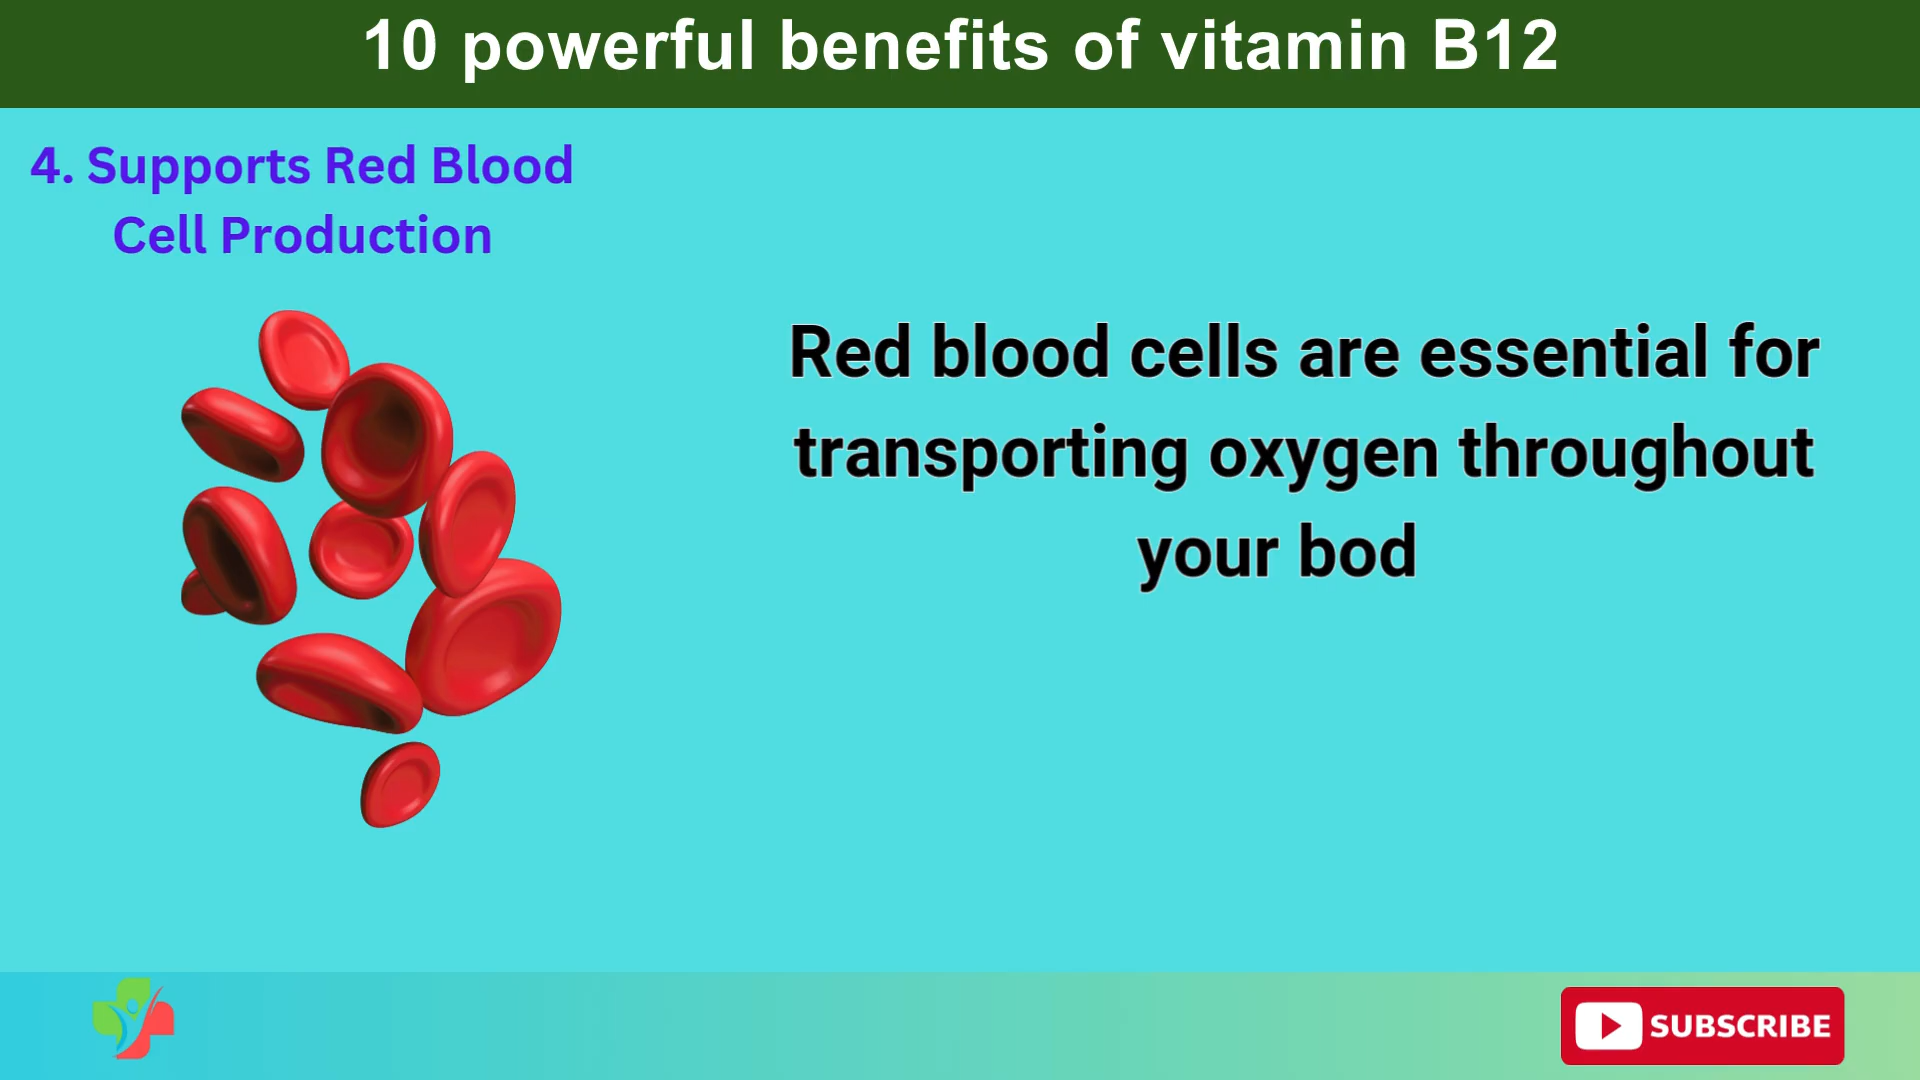 10 powerful benefits of vitamin B12
4. Supports Red Blood
Cell Production
Red blood cells are essential for
transporting oxygen throughout
your bod
SUBSCRIBE